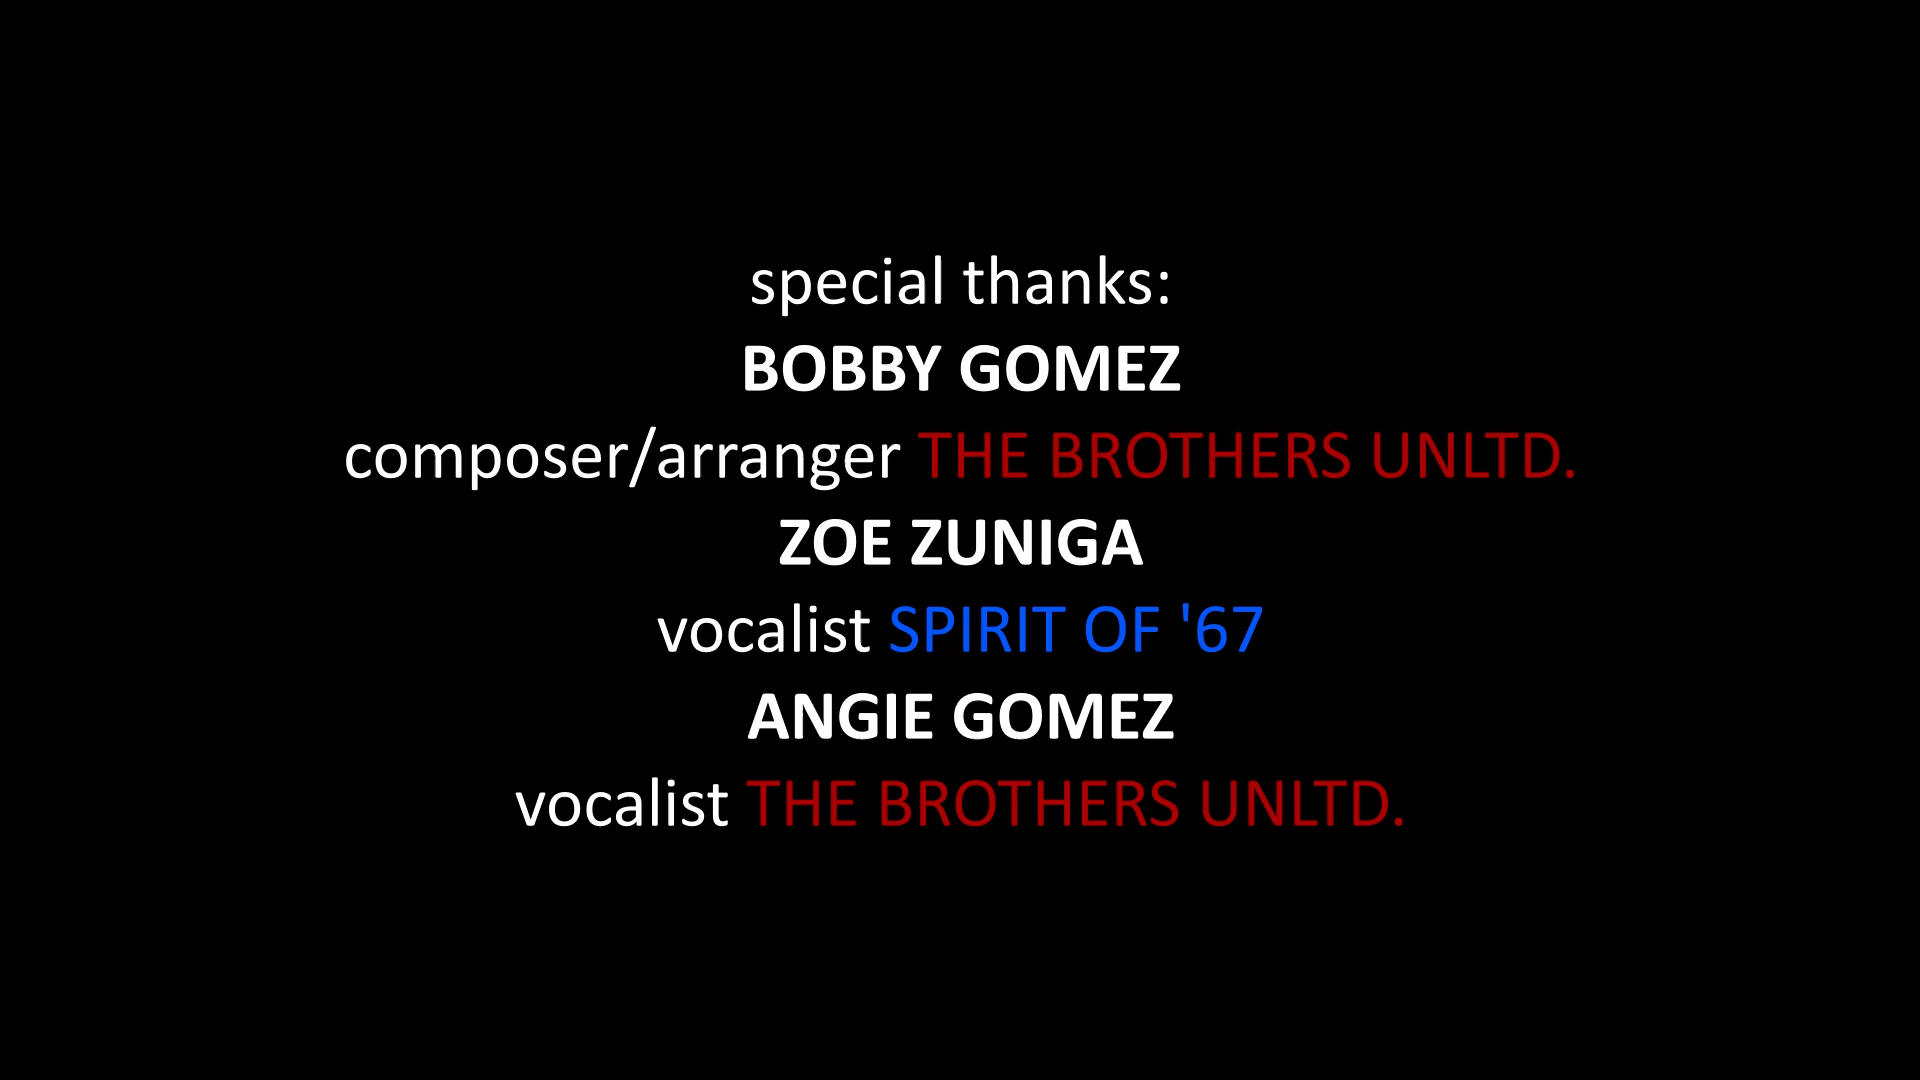 special thanks:
BOBBY GOMEZ
composer/arranger THE BROTHERS UNLTD.
ZOE ZUNIGA
vocalist SPIRIT OF '67
ANGIE GOMEZ
vocalist THE BROTHERS UNLTD.